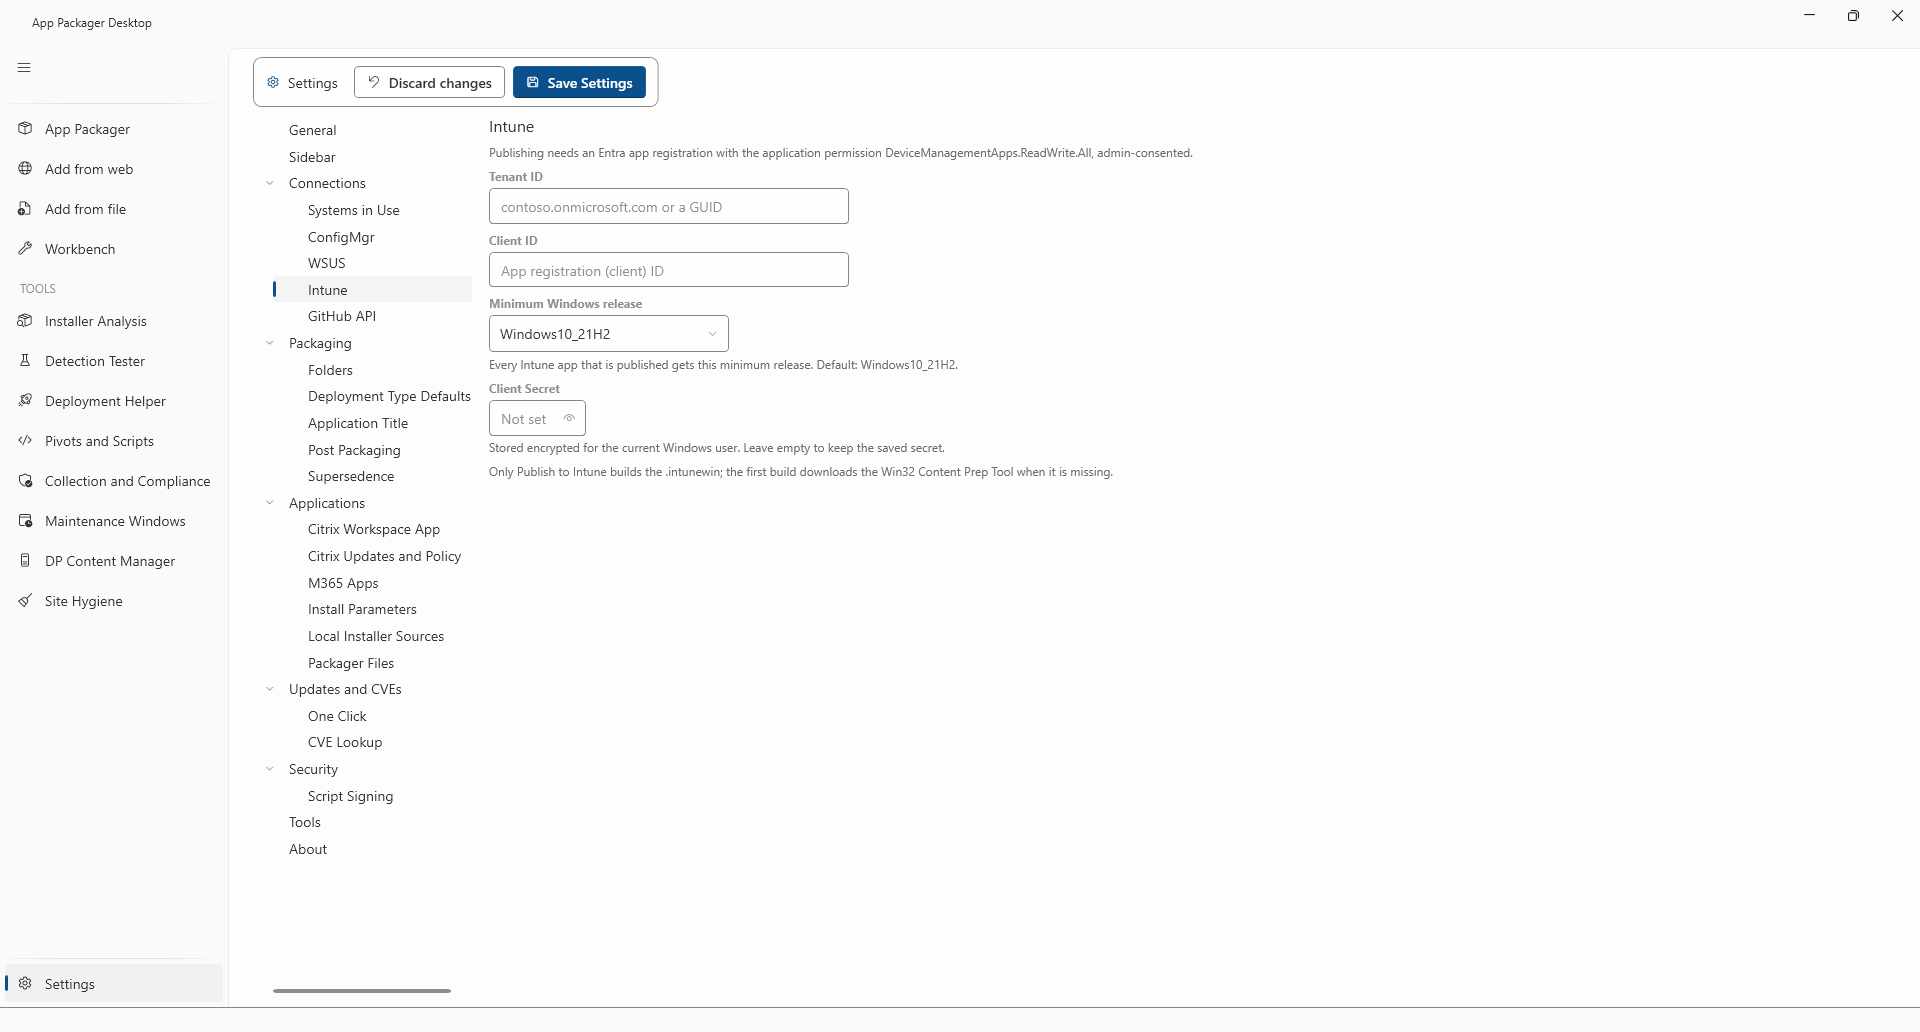 App Packager Desktop
Settings
Discard changes
Save Settings
App Packager
Add from web
Add from file
Workbench
TOOLS
Installer Analysis
Detection Tester
Deployment Helper
Pivots and Scripts
Collection and Compliance
Maintenance Windows
DP Content Manager
Site Hygiene
Settings
General
Sidebar
Connections
Systems in Use
ConfigMgr
WSUS
Intune
GitHub API
Packaging
Folders
Deployment Type Defaults
Application Title
Post Packaging
Supersedence
Applications
Citrix Workspace App
Citrix Updates and Policy
M365 Apps
Install Parameters
Local Installer Sources
Packager Files
Updates and CVEs
One Click
CVE Lookup
Security
Script Signing
Tools
About
Intune
Publishing needs an Entra app registration with the application permission DeviceManagementApps.ReadWrite.All, admin-consented.
Tenant ID
contoso.onmicrosoft.com or a GUID
Client ID
App registration (client) ID
Minimum Windows release
Windows10_21H2
Every Intune app that is published gets this minimum release. Default: Windows10_21H2.
Client Secret
Not set
Stored encrypted for the current Windows user. Leave empty to keep the saved secret.
Only Publish to Intune builds the .intunewin; the first build downloads the Win32 Content Prep Tool when it is missing.